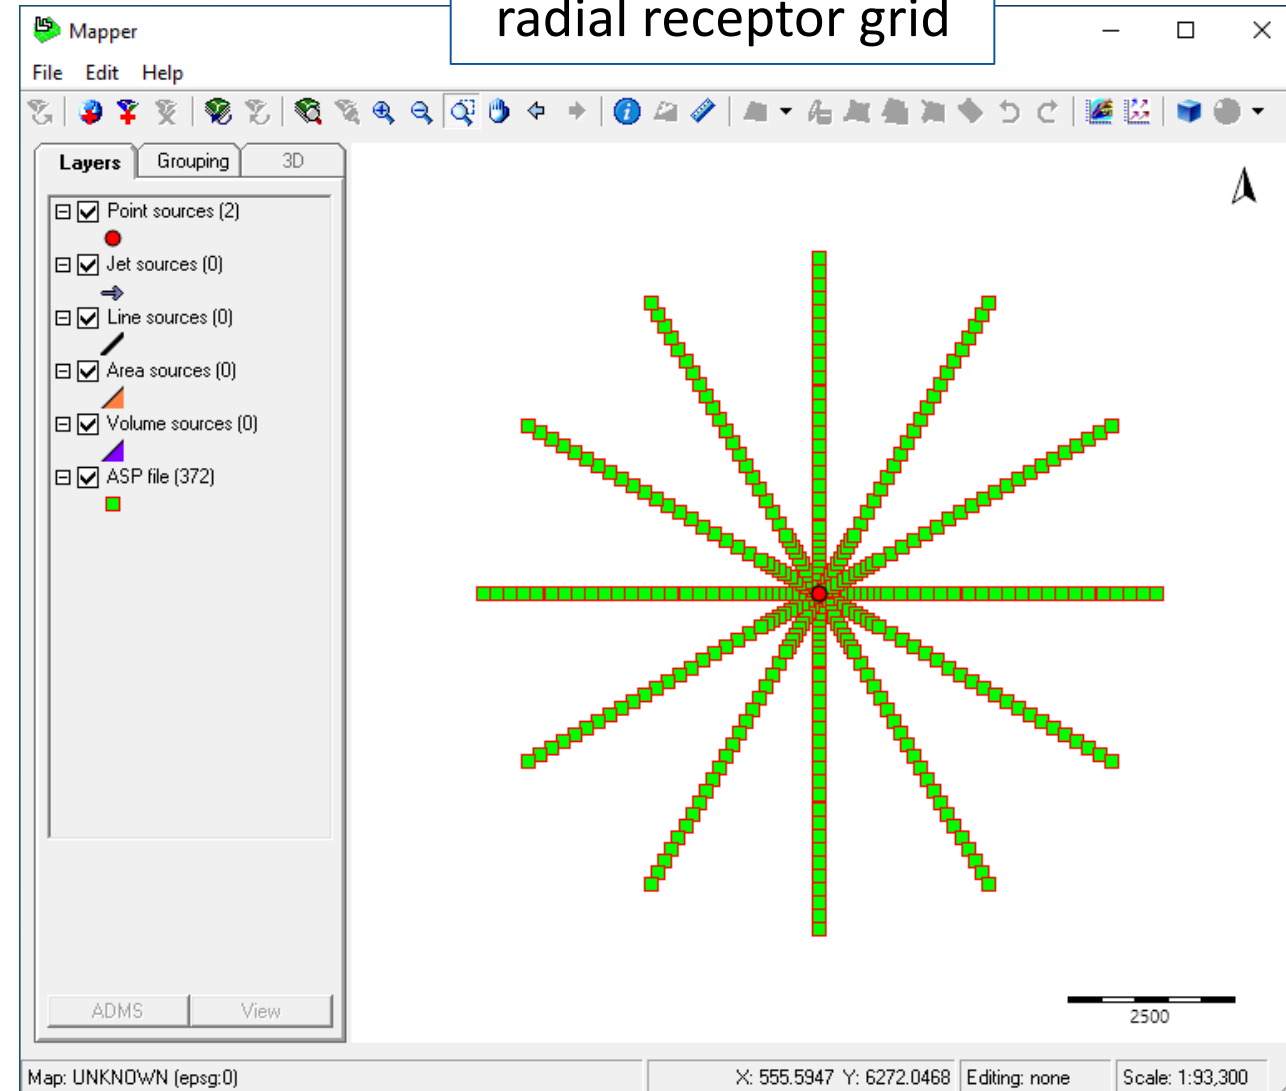 radial receptor grid
Mapper
File Edit Help
Layers Grouping 3D
Point sources (2)
Jet sources (0)
Line sources (0)
Area sources (0)
Volume sources (0)
ASP file (372)
2500
ADMS View
Map: UNKNOWN (epsg:0) X: 555.5947 Y: 6272.0468 Editing: none Scale: 1:93,300